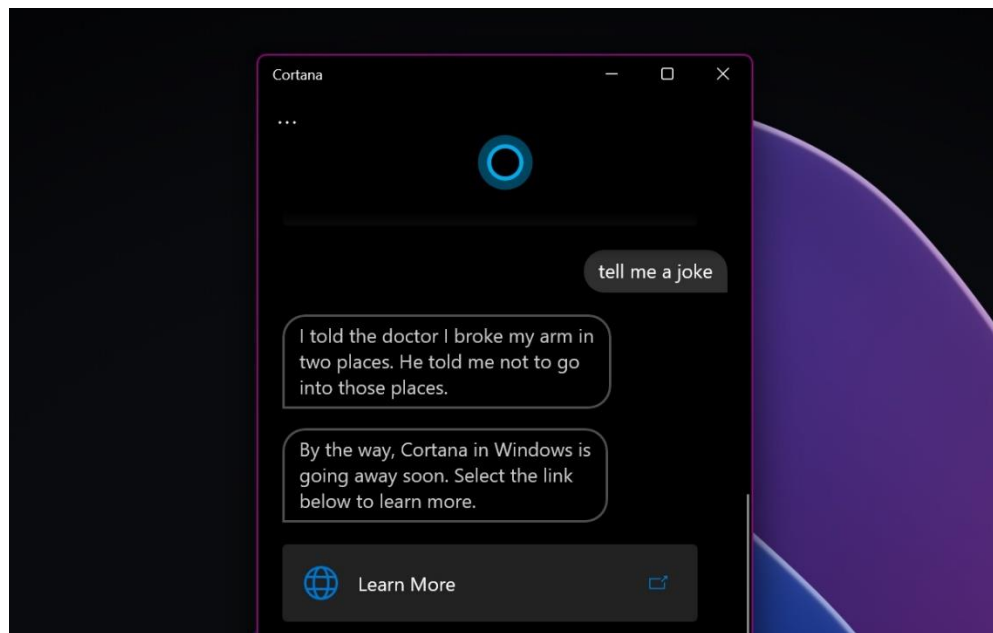 Cortana
...
tell me a joke
I told the doctor I broke my arm in
two places. He told me not to go
into those places.
By the way, Cortana in Windows is
going away soon. Select the link
below to learn more.
Learn More